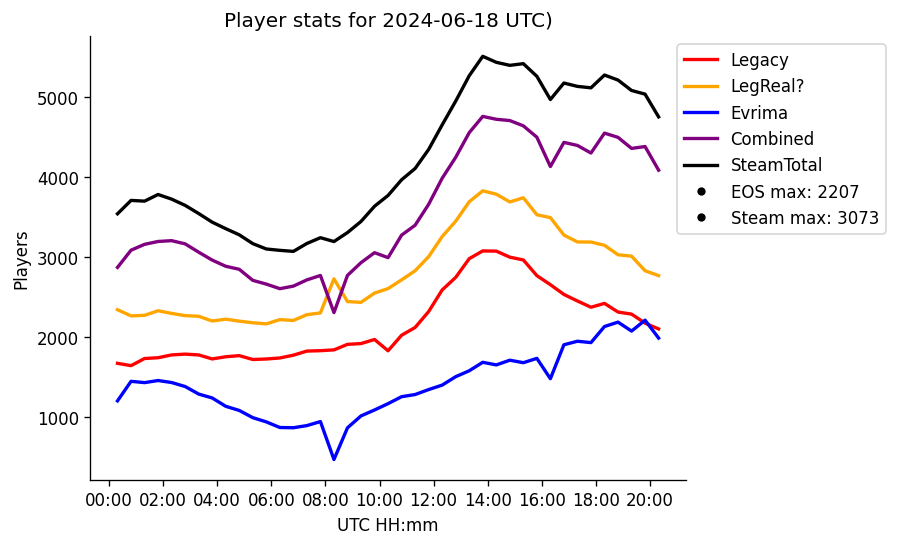 Player stats for 2024-06-18 UTC)
Legacy
LegReal?
Evrima
Combined
SteamTotal
EOS max: 2207
Steam max: 3073
Players
5000
4000
3000
2000
1000
00:00 02:00 04:00 06:00 08:00 10:00 12:00 14:00 16:00 18:00 20:00
UTC HH:mm